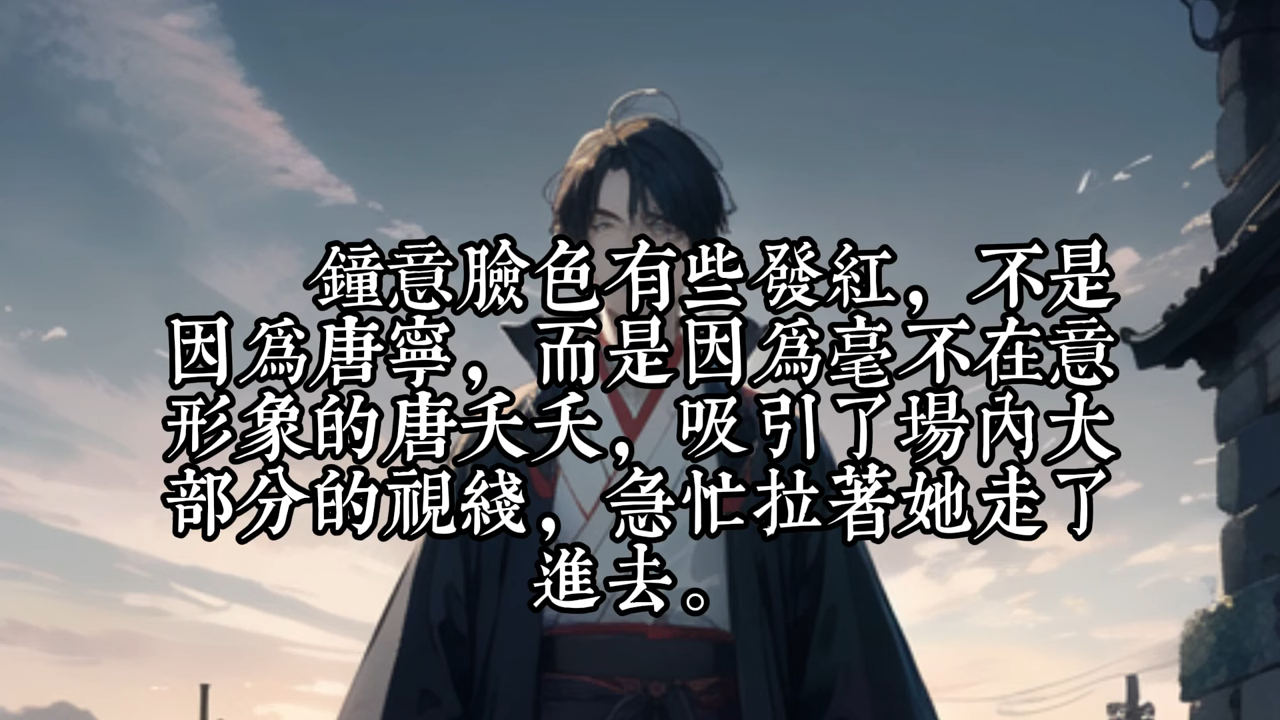 鐘意臉色有些發紅，不是
因爲唐寧，而是因爲毫不在意
形象的唐夭夭，吸引了場內大
部分的視綫，急忙拉著她走了
進去。